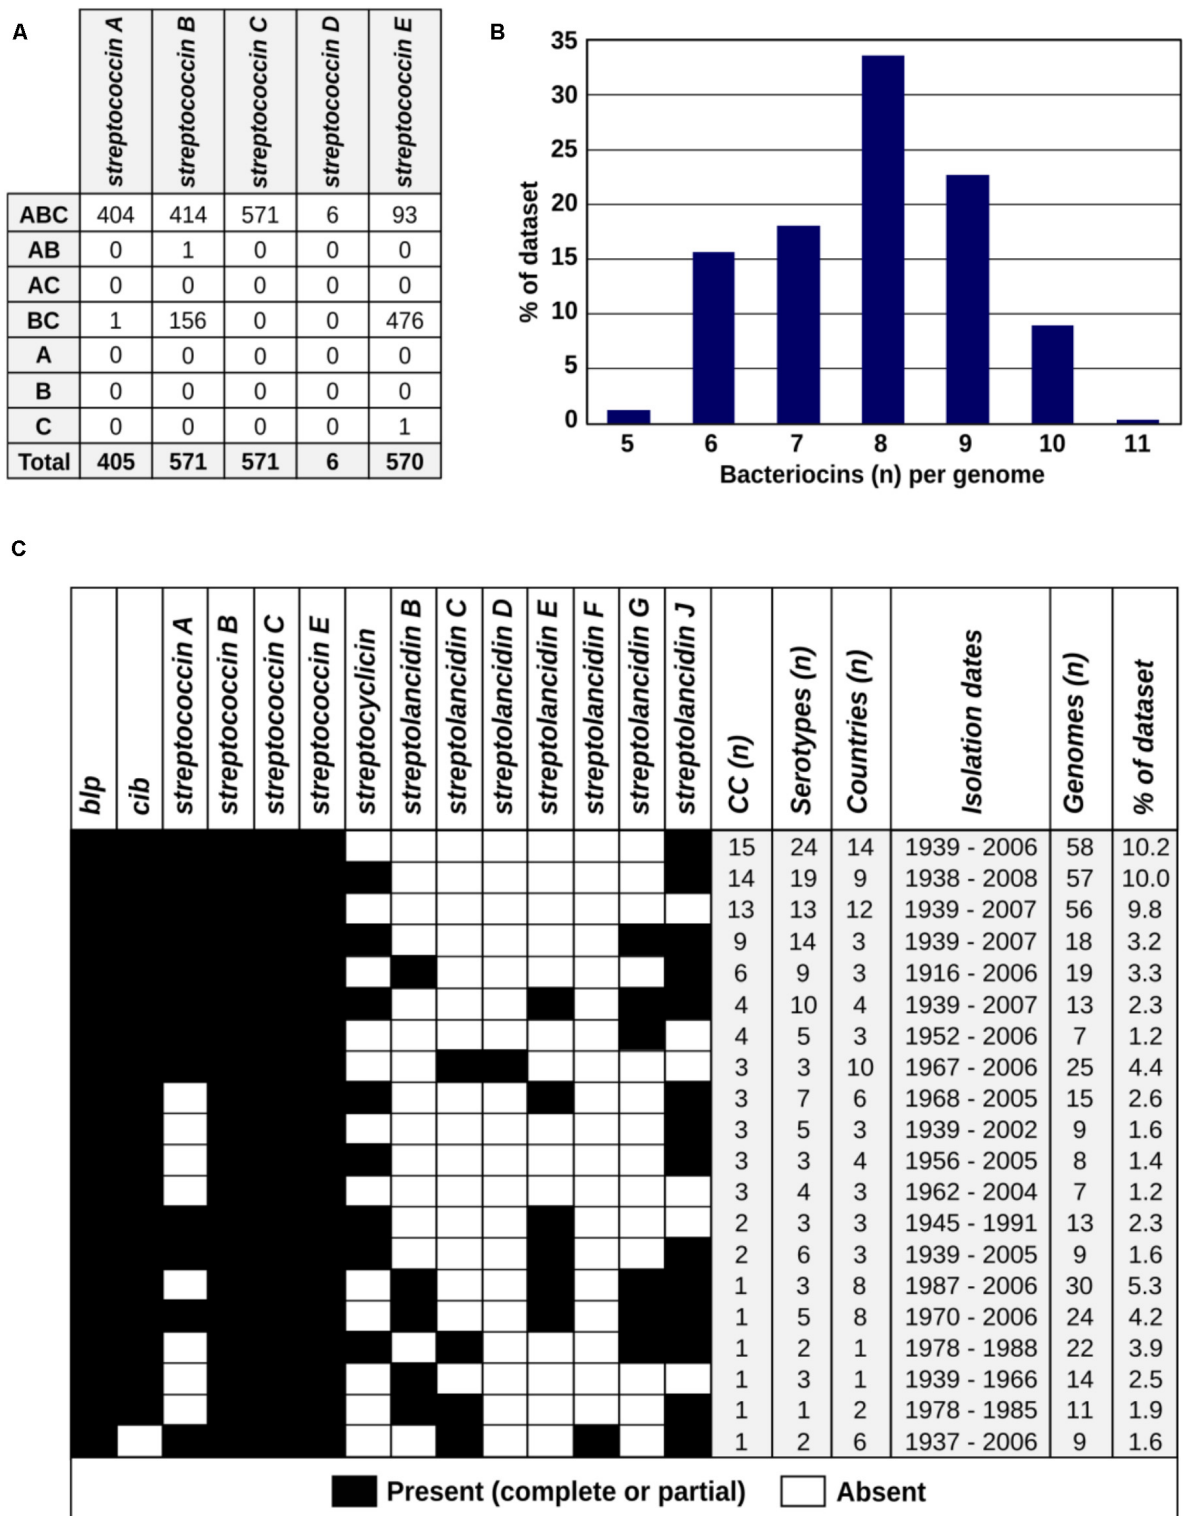 A
streptococcin A streptococcin B streptococcin C streptococcin D streptococcin E
ABC 404 414 571 6 93
AB 0 1 0 0 0
AC 0 0 0 0 0
BC 1 156 0 0 476
A 0 0 0 0 0
B 0 0 0 0 0
C 0 0 0 0 1
Total 405 571 571 6 570
B
% of dataset
35
30
25
20
15
10
5
0
5 6 7 8 9 10 11
Bacteriocins (n) per genome
C
blp cib streptococcin A streptococcin B streptococcin C streptococcin E streptocyclicin streptolancidin B streptolancidin C streptolancidin D streptolancidin E streptolancidin F streptolancidin G streptolancidin J CC (n) Serotypes (n) Countries (n) Isolation dates Genomes (n) % of dataset
15 24 14 1939 - 2006 58 10.2
14 19 9 1938 - 2008 57 10.0
13 13 12 1939 - 2007 56 9.8
9 14 3 1939 - 2007 18 3.2
6 9 3 1916 - 2006 19 3.3
4 10 4 1939 - 2007 13 2.3
4 5 3 1952 - 2006 7 1.2
3 3 10 1967 - 2006 25 4.4
3 7 6 1968 - 2005 15 2.6
3 5 3 1939 - 2002 9 1.6
3 3 4 1956 - 2005 8 1.4
3 4 3 1962 - 2004 7 1.2
2 3 3 1945 - 1991 13 2.3
2 6 3 1939 - 2005 9 1.6
1 3 8 1987 - 2006 30 5.3
1 5 8 1970 - 2006 24 4.2
1 2 1 1978 - 1988 22 3.9
1 3 1 1939 - 1966 14 2.5
1 1 2 1978 - 1985 11 1.9
1 2 6 1937 - 2006 9 1.6
Present (complete or partial) Absent